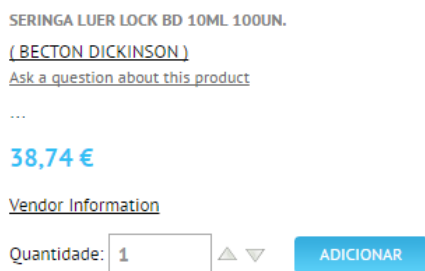 SERINGA LUER LOCK BD 10ML 100UN.
( BECTON DICKINSON )
Ask a question about this product
...
38,74 €
Vendor Information
Quantidade: 1 ADICIONAR